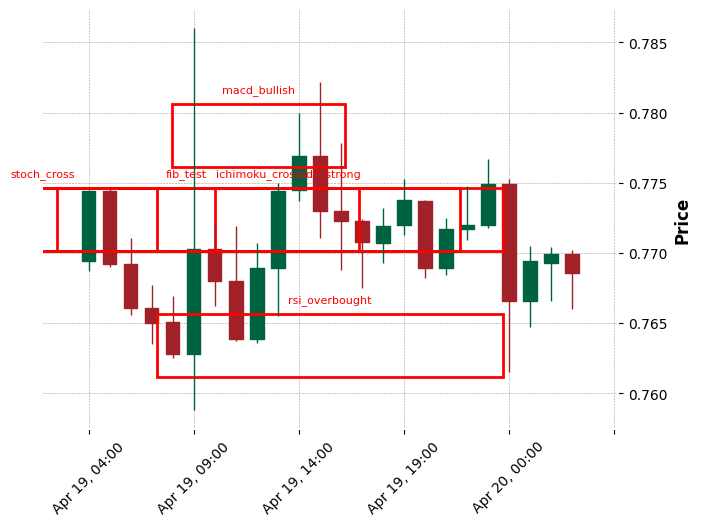 0.785
macd_bullish
0.780
stoch_cross
fib_test
ichimoku_cross
0.775
0.770
Price
rsi_overbought
0.765
0.760
Apr 19, 04:00
Apr 19, 09:00
Apr 19, 14:00
Apr 19, 19:00
Apr 20, 00:00